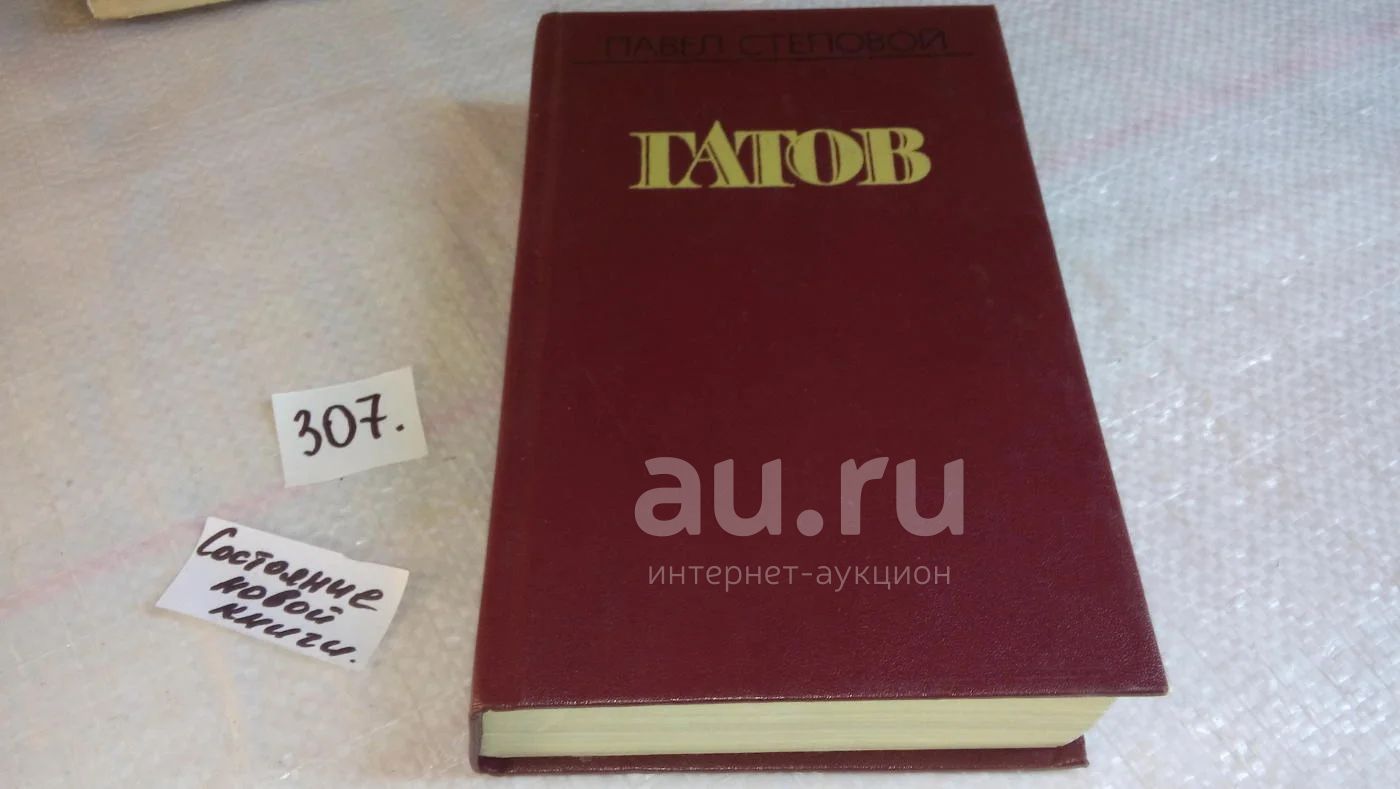 ПАВЕЛ СТЕПОВОЙ
ГАТОВ
307.
Состояние
новой
книги.
au.ru
интернет-аукцион